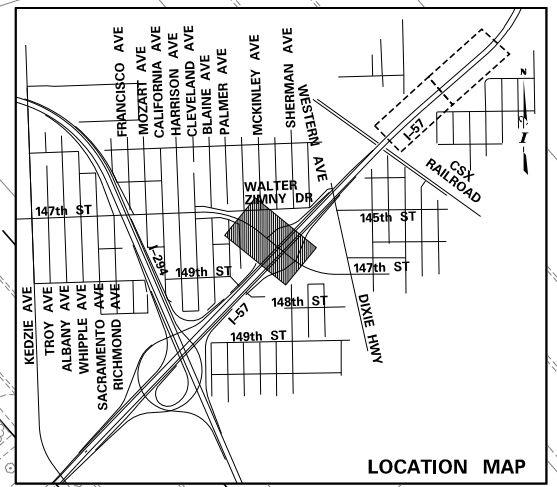 FRANCISCO AVE
MOZART AVE
CALIFORNIA AVE
HARRISON AVE
CLEVELAND AVE
BLAINE AVE
PALMER AVE
MCKINLEY AVE
SHERMAN AVE
WESTERN AVE
I-57
N
CSX
RAILROAD
WALTER
ZIMNY DR
147th ST
145th ST
I-294
149th ST
147th ST
148th ST
I-57
149th ST
DIXIE HWY
KEDZIE AVE
TROY AVE
ALBANY AVE
WHIPPLE AVE
SACRAMENTO AVE
RICHMOND AVE
LOCATION MAP